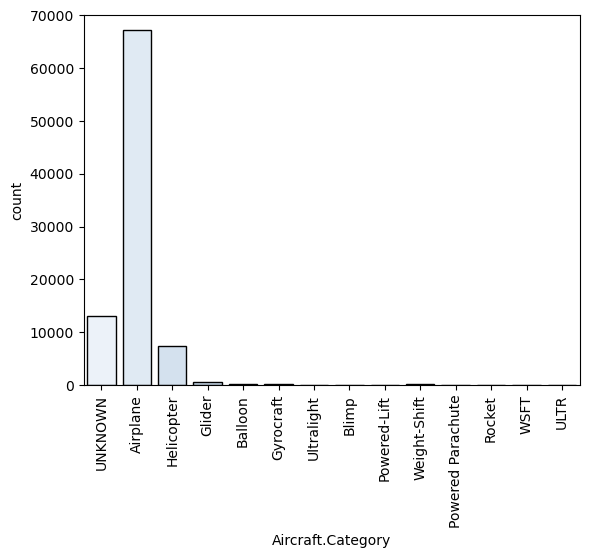 70000
60000
50000
40000
30000
20000
10000
0
count
UNKNOWN
Airplane
Helicopter
Glider
Balloon
Gyrocraft
Ultralight
Blimp
Powered-Lift
Weight-Shift
Powered Parachute
Rocket
WSFT
ULTR
Aircraft.Category